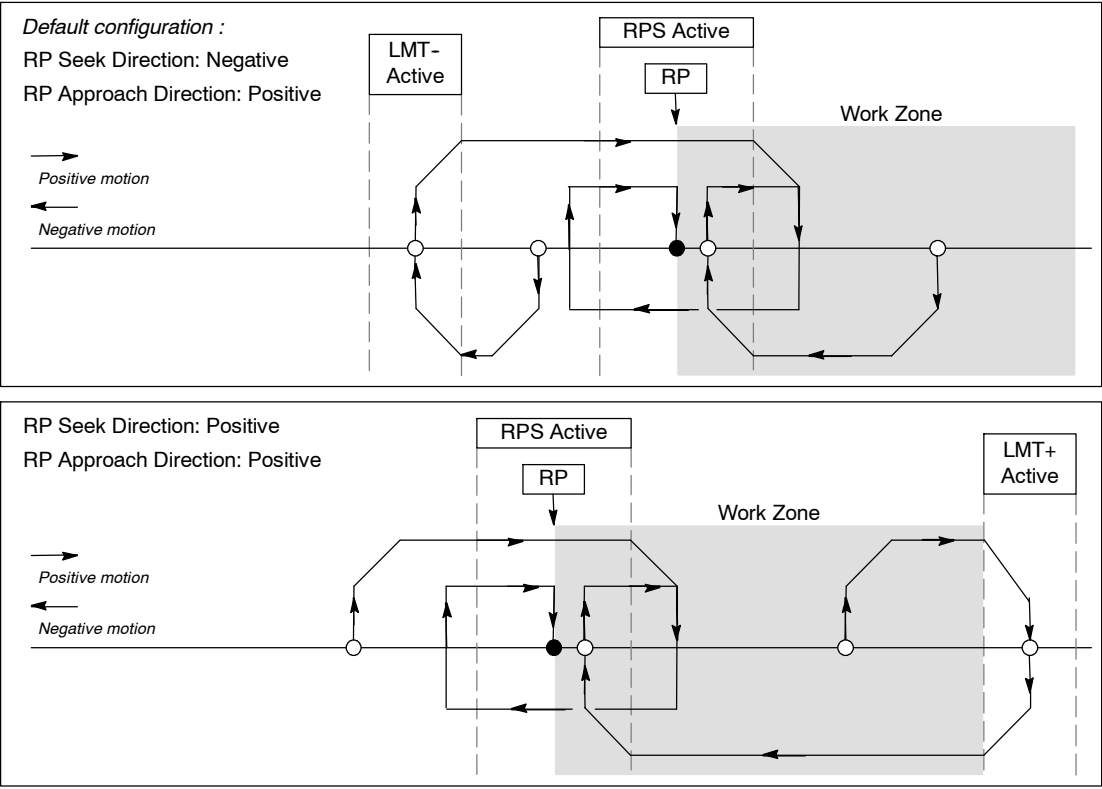 Default configuration :
RP Seek Direction: Negative
RP Approach Direction: Positive
LMT-
Active
RPS Active
RP
Work Zone
Positive motion
Negative motion
RP Seek Direction: Positive
RP Approach Direction: Positive
RPS Active
RP
LMT+
Active
Work Zone
Positive motion
Negative motion